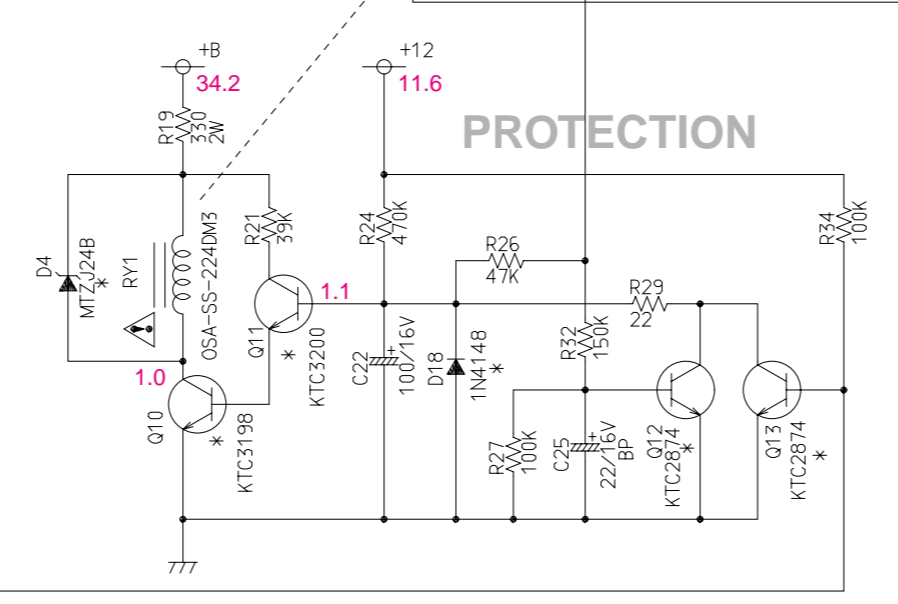 +B
34.2
+12
11.6
PROTECTION
R19
330
2W
R21
39K
R24
470K
R26
47K
R34
100K
D4
MTZJ24B
*
RY1
!
OSA-SS-224DM3
1.1
R29
22
Q11
*
KTC3200
C22
+
100/16V
D18
1N4148
*
R32
150K
1.0
Q10
*
KTC3198
R27
100K
C25
+
22/16V
BP
Q12
KTC2874
*
Q13
KTC2874
*